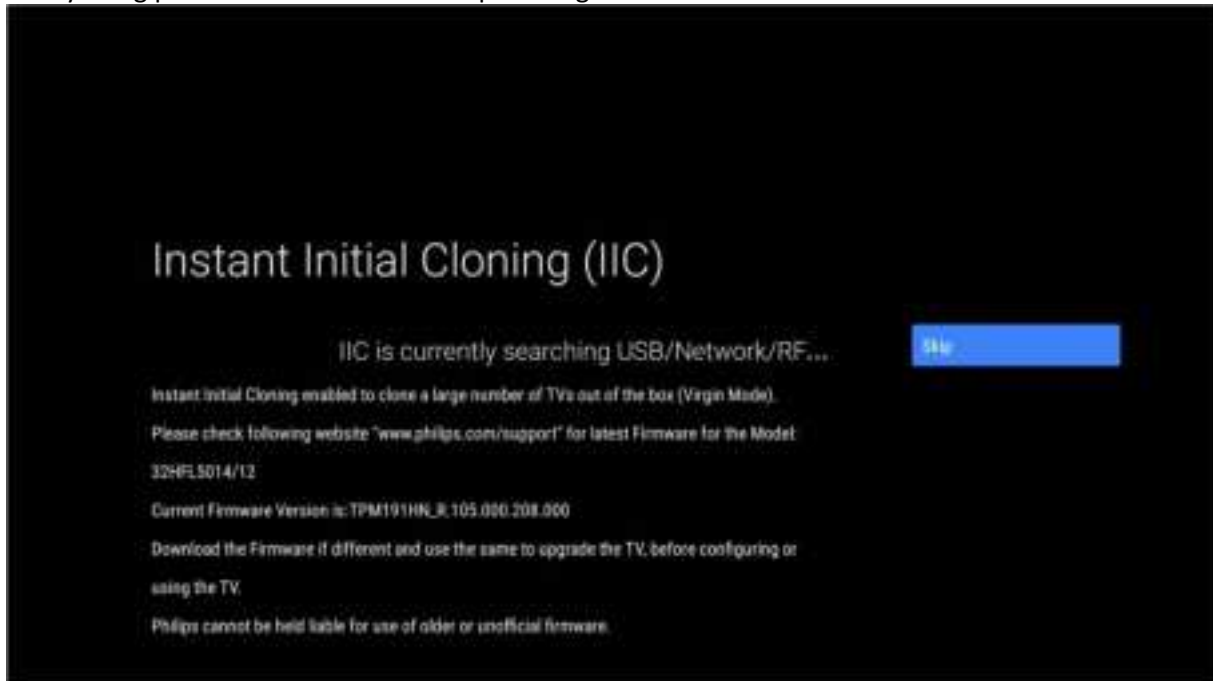 Instant Initial Cloning (IIC)
IIC is currently searching USB/Network/RF...
Skip
Instant Initial Cloning enabled to clone a large number of TVs out of the box (Virgin Mode).
Please check following website "www.philips.com/support" for latest Firmware for the Model:
32HFL5014/12
Current Firmware Version is: TPM191HN_R.105.000.208.000
Download the Firmware if different and use the same to upgrade the TV, before configuring or
using the TV.
Philips cannot be held liable for use of older or unofficial firmware.